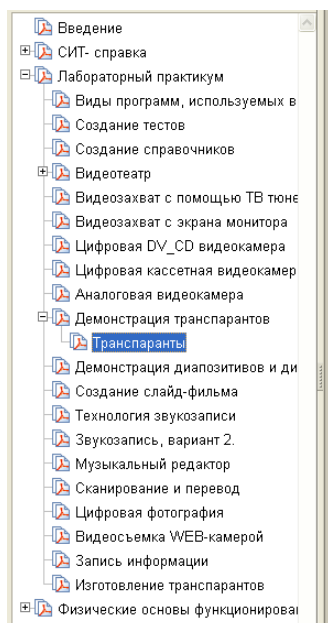 Введение
СИТ- справка
Лабораторный практикум
Виды программ, используемых в
Создание тестов
Создание справочников
Видеотеатр
Видеозахват с помощью ТВ тюне
Видеозахват с экрана монитора
Цифровая DV_CD видеокамера
Цифровая кассетная видеокамер
Аналоговая видеокамера
Демонстрация транспарантов
Транспаранты
Демонстрация диапозитивов и ди
Создание слайд-фильма
Технология звукозаписи
Звукозапись, вариант 2.
Музыкальный редактор
Сканирование и перевод
Цифровая фотография
Видеосъемка WEB-камерой
Запись информации
Изготовление транспарантов
Физические основы функционирова